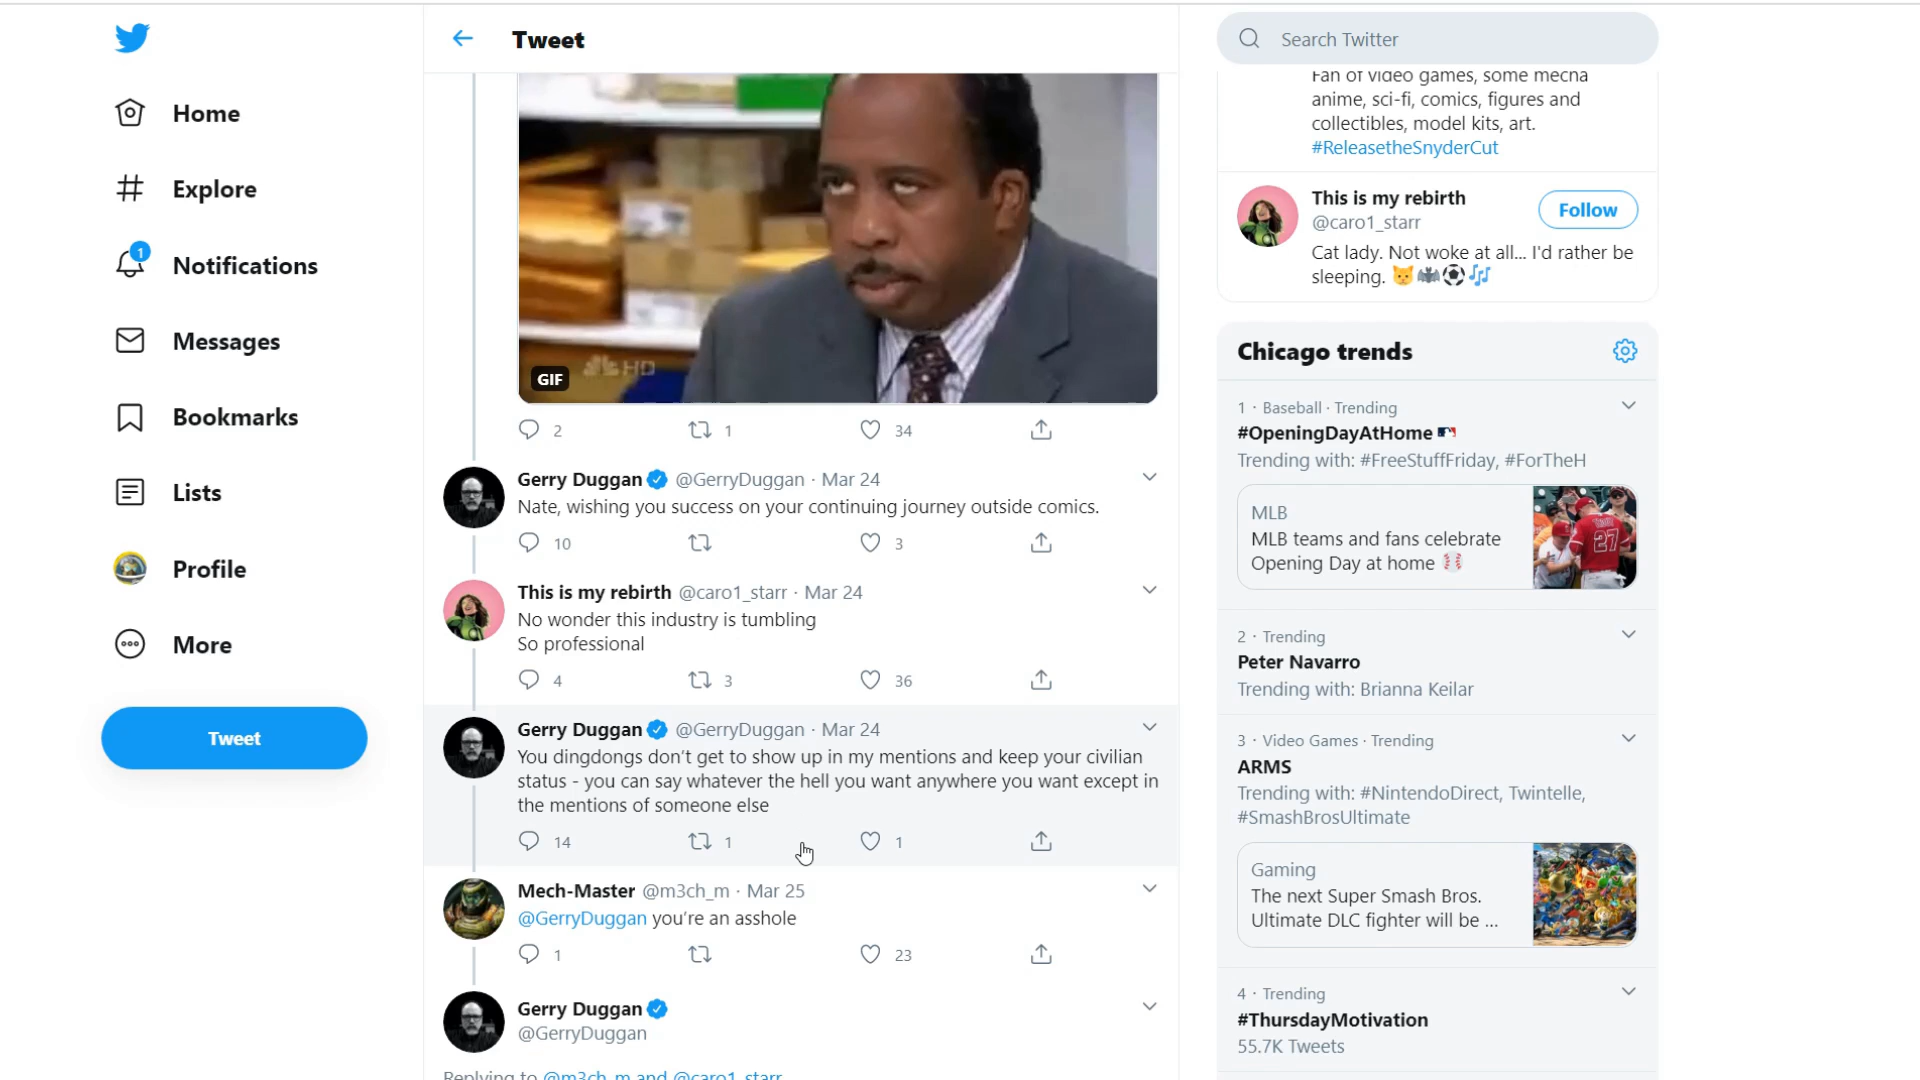 Home
Explore
1
Notifications
Messages
Bookmarks
Lists
Profile
More
Tweet
Tweet
GIF
HD
2
1
34
Gerry Duggan @GerryDuggan · Mar 24
Nate, wishing you success on your continuing journey outside comics.
10
3
This is my rebirth @caro1_starr · Mar 24
No wonder this industry is tumbling
So professional
4
3
36
Gerry Duggan @GerryDuggan · Mar 24
You dingdongs don't get to show up in my mentions and keep your civilian
status - you can say whatever the hell you want anywhere you want except in
the mentions of someone else
14
1
1
Mech-Master @m3ch_m · Mar 25
@GerryDuggan you're an asshole
1
23
Gerry Duggan
@GerryDuggan
Replying to @m3ch_m and @caro1_starr
Search Twitter
Fan of video games, some mecha
anime, sci-fi, comics, figures and
collectibles, model kits, art.
#ReleasetheSnyderCut
This is my rebirth
@caro1_starr
Follow
Cat lady. Not woke at all... I'd rather be
sleeping. 🐱🦇⚽🎶
Chicago trends
1 · Baseball · Trending
#OpeningDayAtHome
Trending with: #FreeStuffFriday, #ForTheH
MLB
MLB teams and fans celebrate
Opening Day at home ⚾
27
2 · Trending
Peter Navarro
Trending with: Brianna Keilar
3 · Video Games · Trending
ARMS
Trending with: #NintendoDirect, Twintelle,
#SmashBrosUltimate
Gaming
The next Super Smash Bros.
Ultimate DLC fighter will be ...
4 · Trending
#ThursdayMotivation
55.7K Tweets